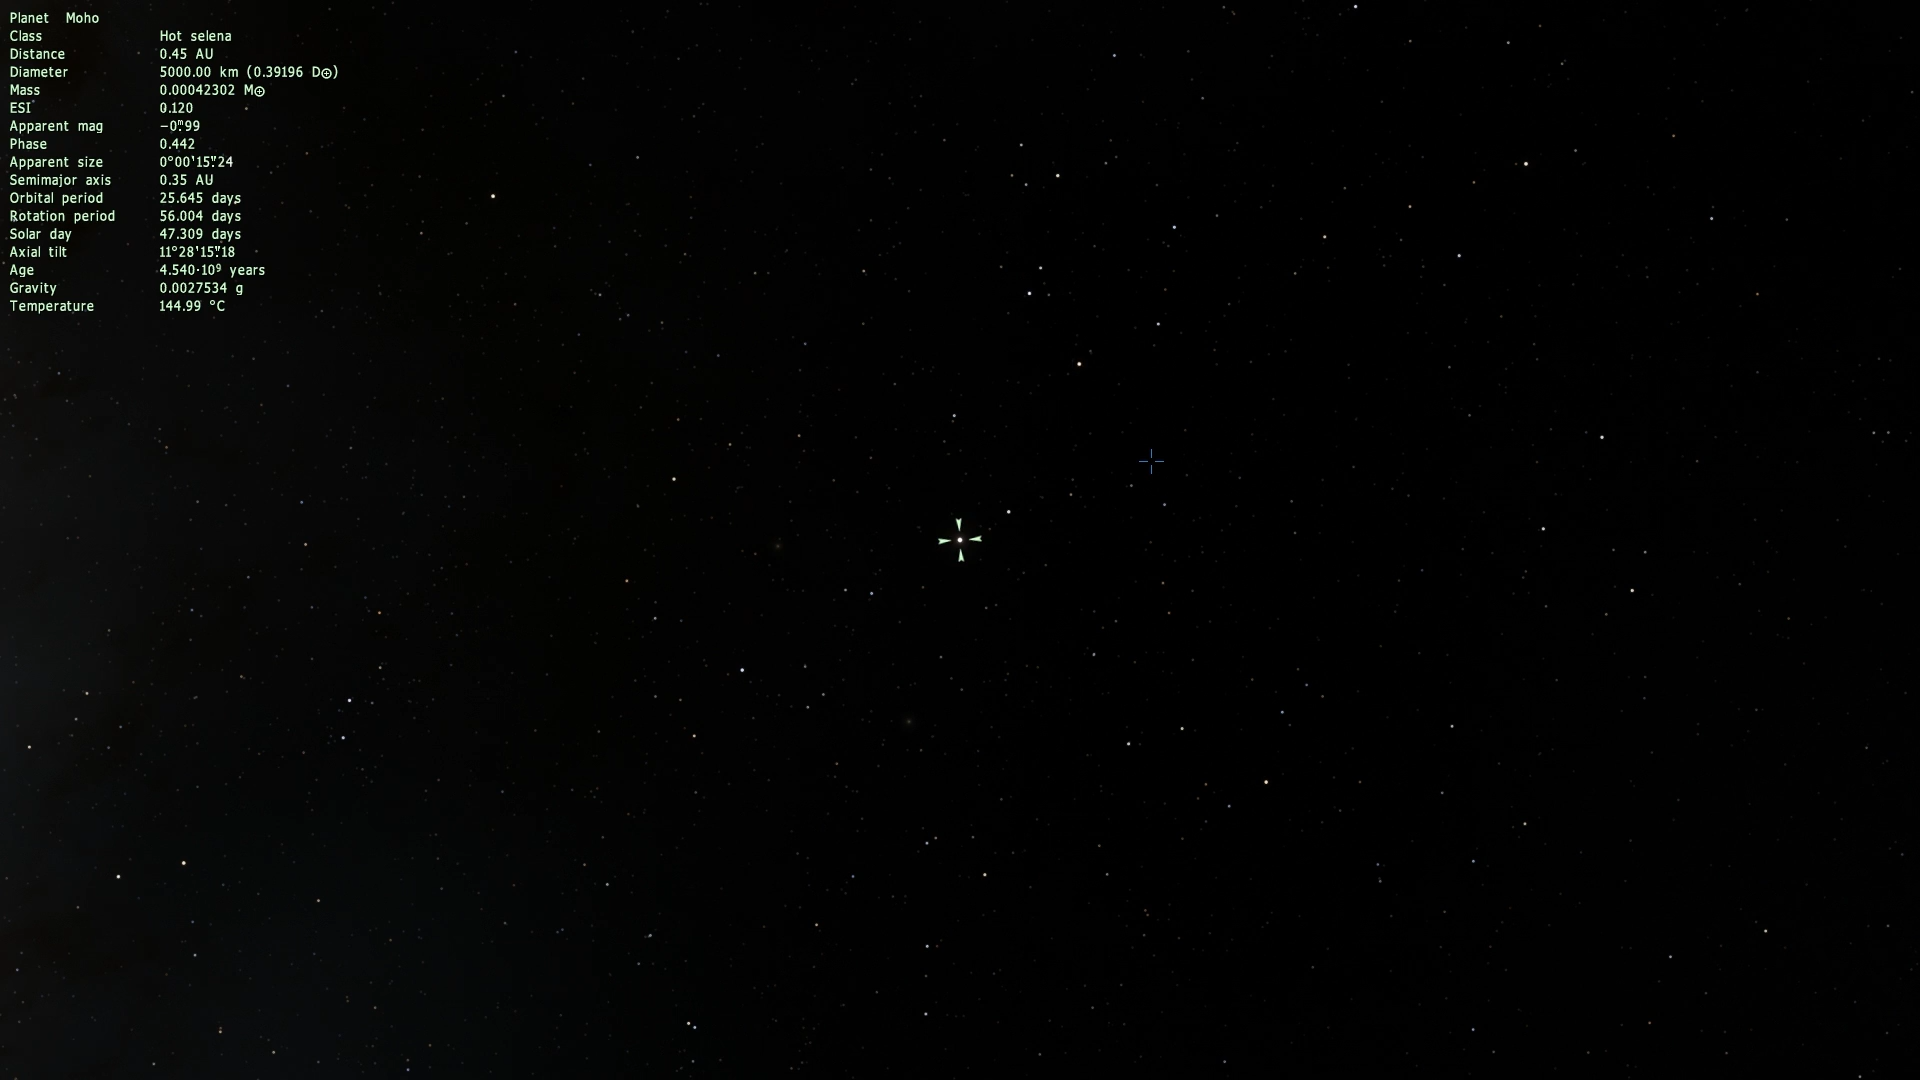 Planet Moho
Class Hot selena
Distance 0.45 AU
Diameter 5000.00 km (0.39196 D⊕)
Mass 0.00042302 M⊕
ESI 0.120
Apparent mag −0ᵐ.99
Phase 0.442
Apparent size 0°00'15".24
Semimajor axis 0.35 AU
Orbital period 25.645 days
Rotation period 56.004 days
Solar day 47.309 days
Axial tilt 11°28'15".18
Age 4.540·10⁹ years
Gravity 0.0027534 g
Temperature 144.99 °C